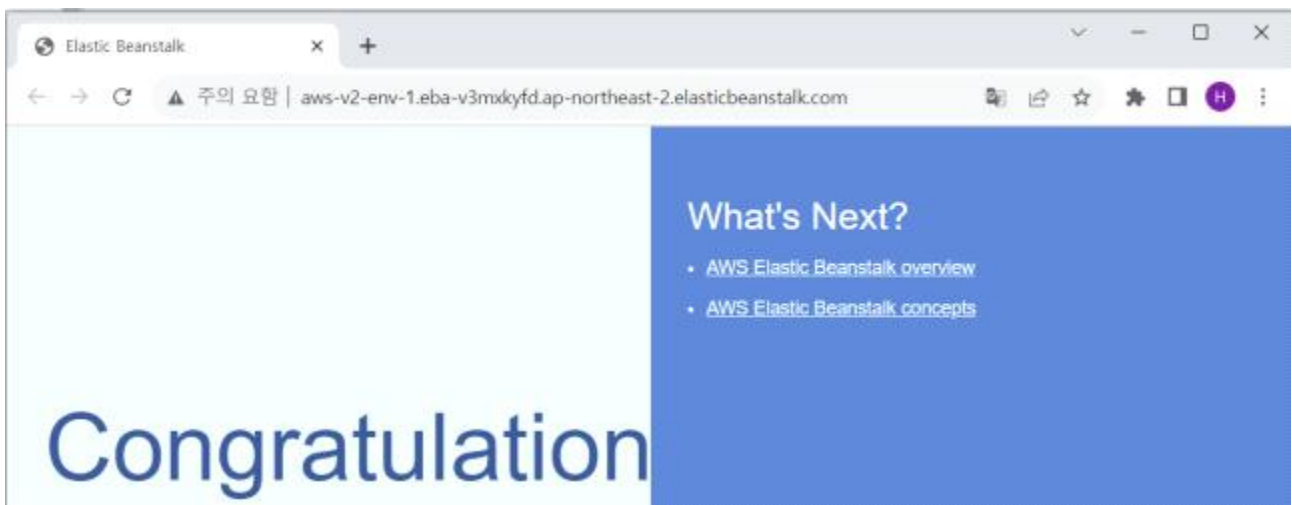 Elastic Beanstalk
주의 요함 | aws-v2-env-1.eba-v3mxkyfd.ap-northeast-2.elasticbeanstalk.com
H
What's Next?
• AWS Elastic Beanstalk overview
• AWS Elastic Beanstalk concepts
Congratulation